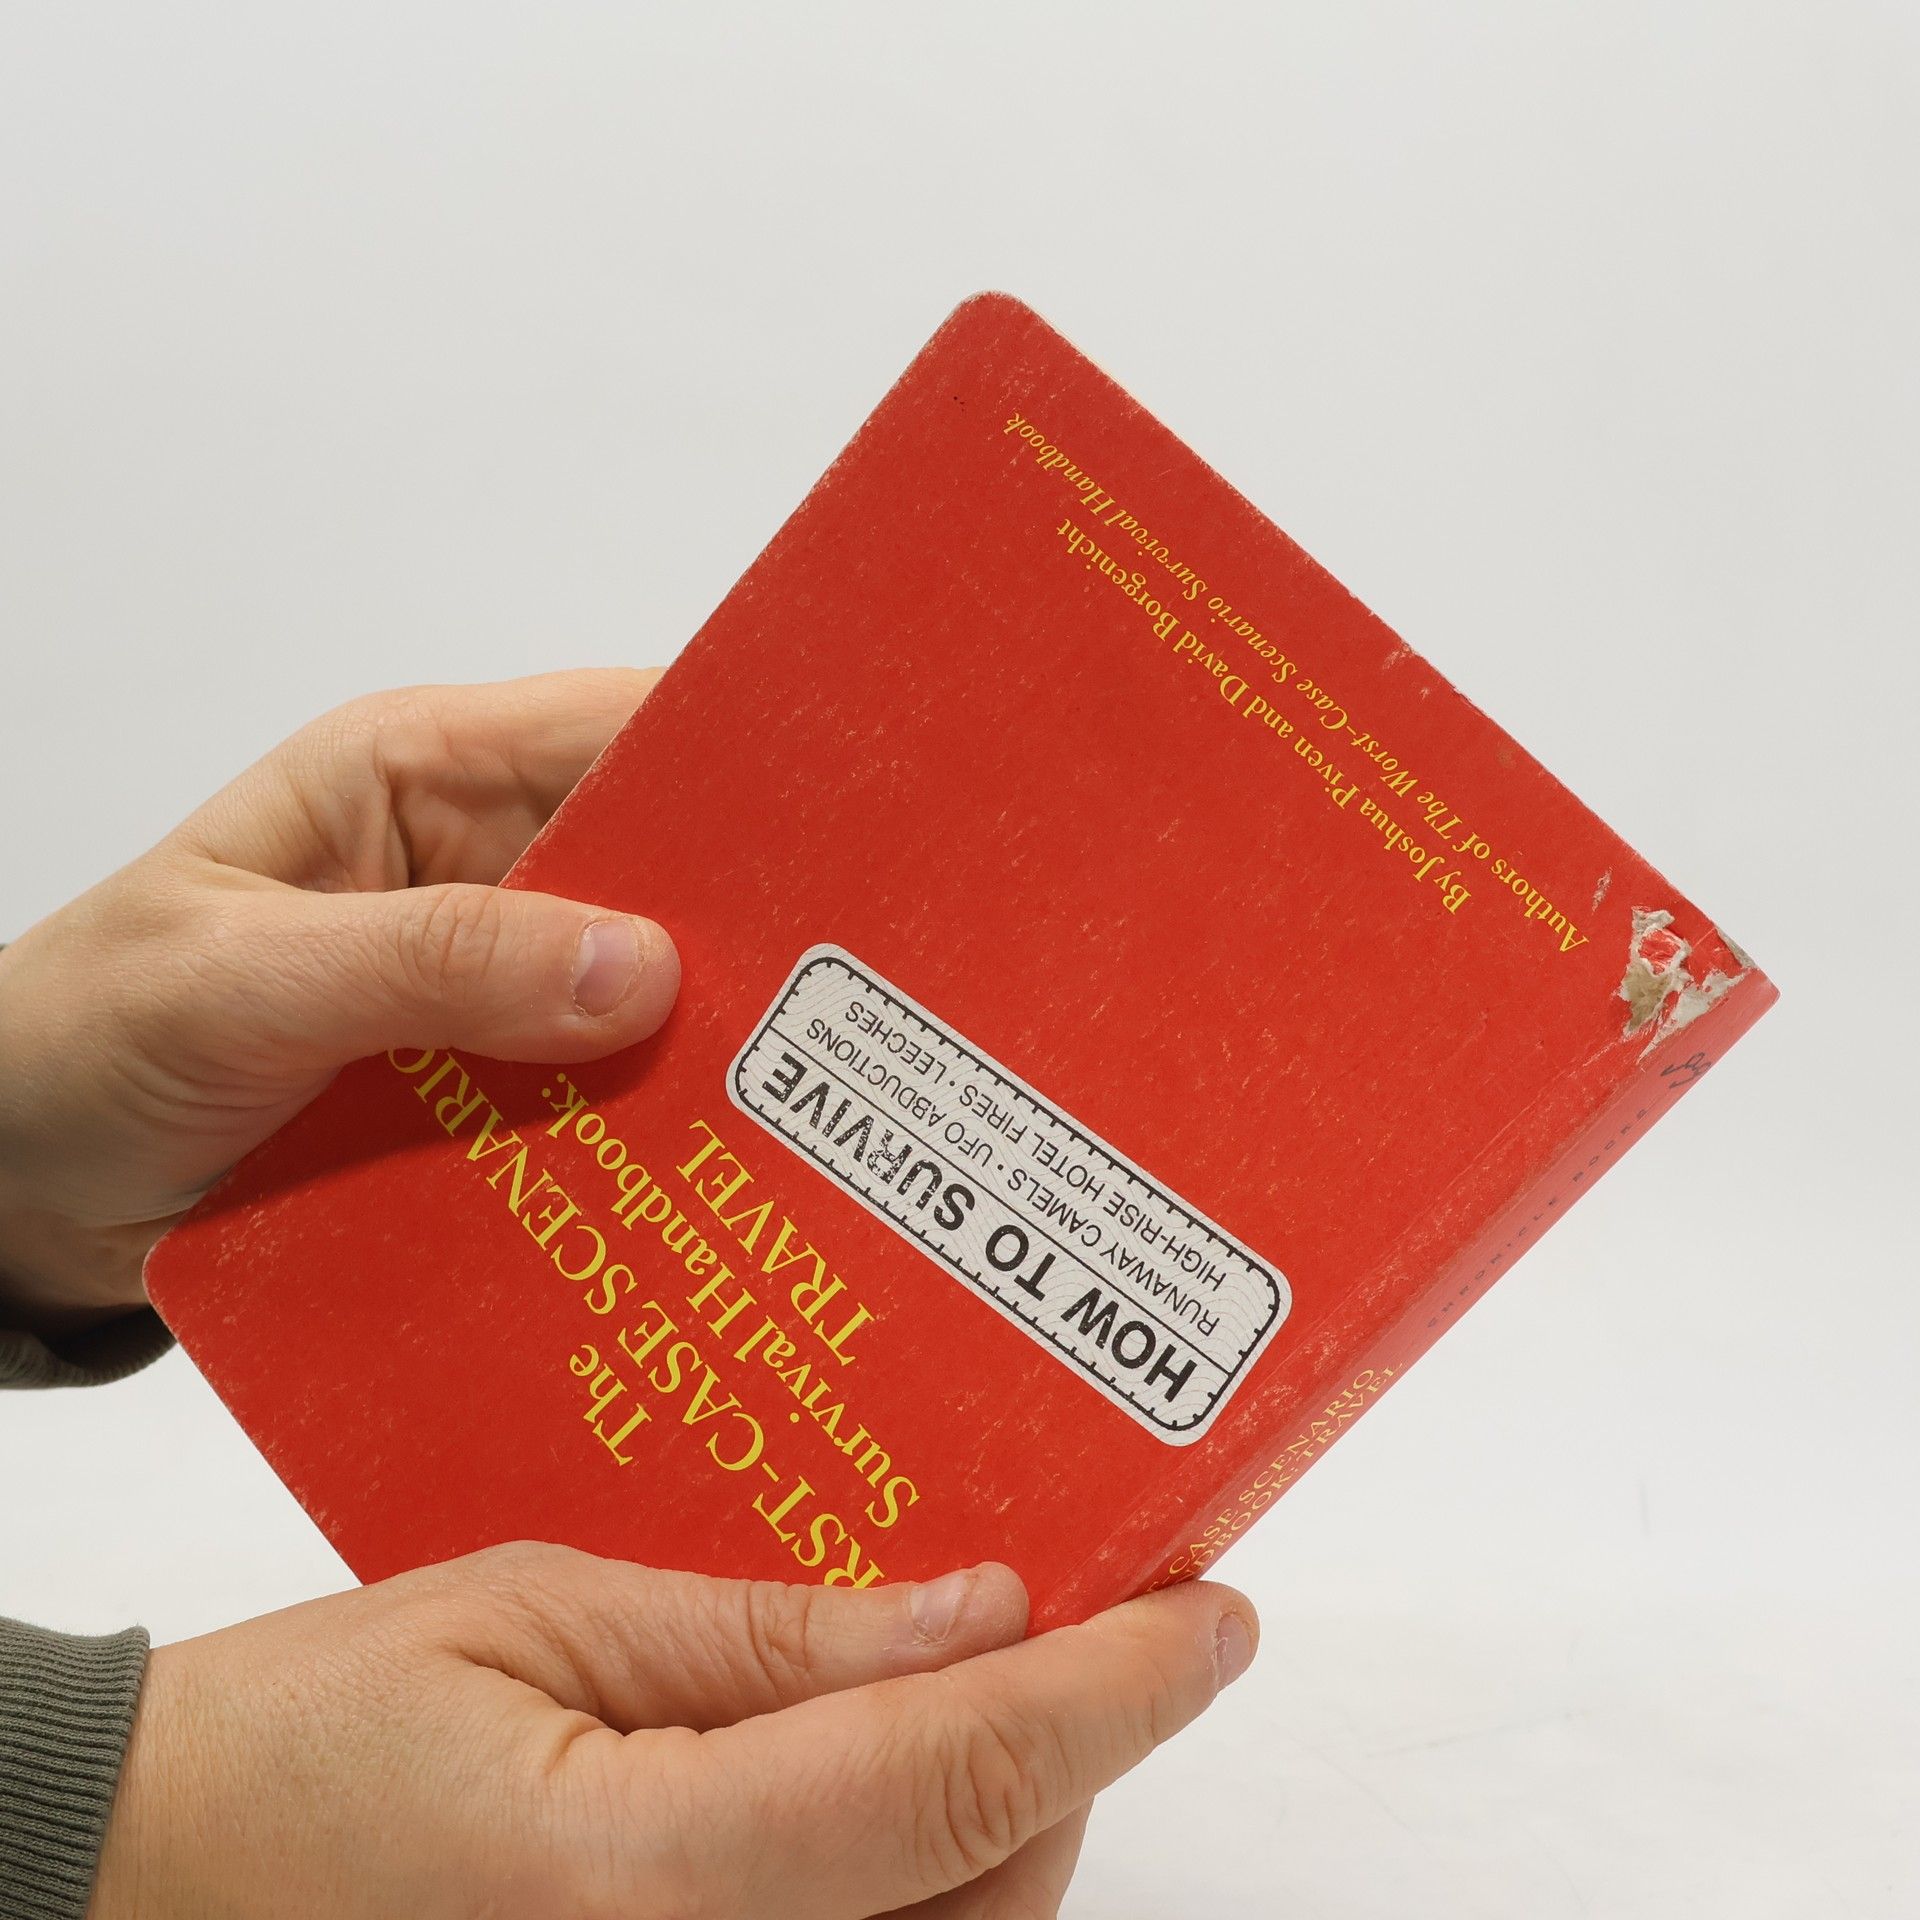 The
RST-CASE SCENARIO
Survival Handbook:
TRAVEL
HOW TO SURVIVE
RUNAWAY CAMELS • UFO ABDUCTIONS
HIGH-RISE HOTEL FIRES • LEECHES
By Joshua Piven and David Borgenicht
Authors of The Worst-Case Scenario Survival Handbook
CASE SCENARIO
DBOOK: TRAVEL
CHRONICLE BOOKS